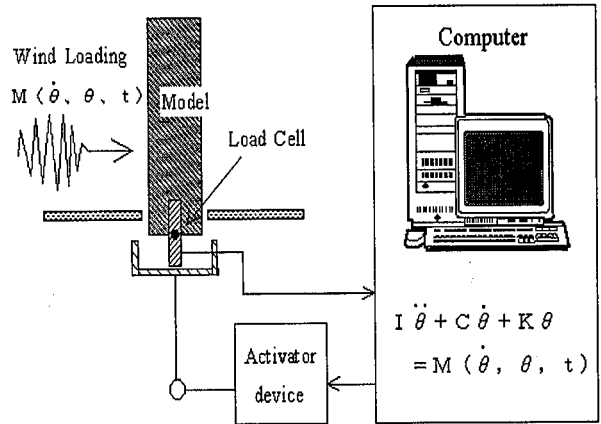 Wind Loading
M (θ̇、θ、t)
Model
Load Cell
Computer
I θ̈ + C θ̇ + K θ
= M (θ̇, θ, t)
Activator
device